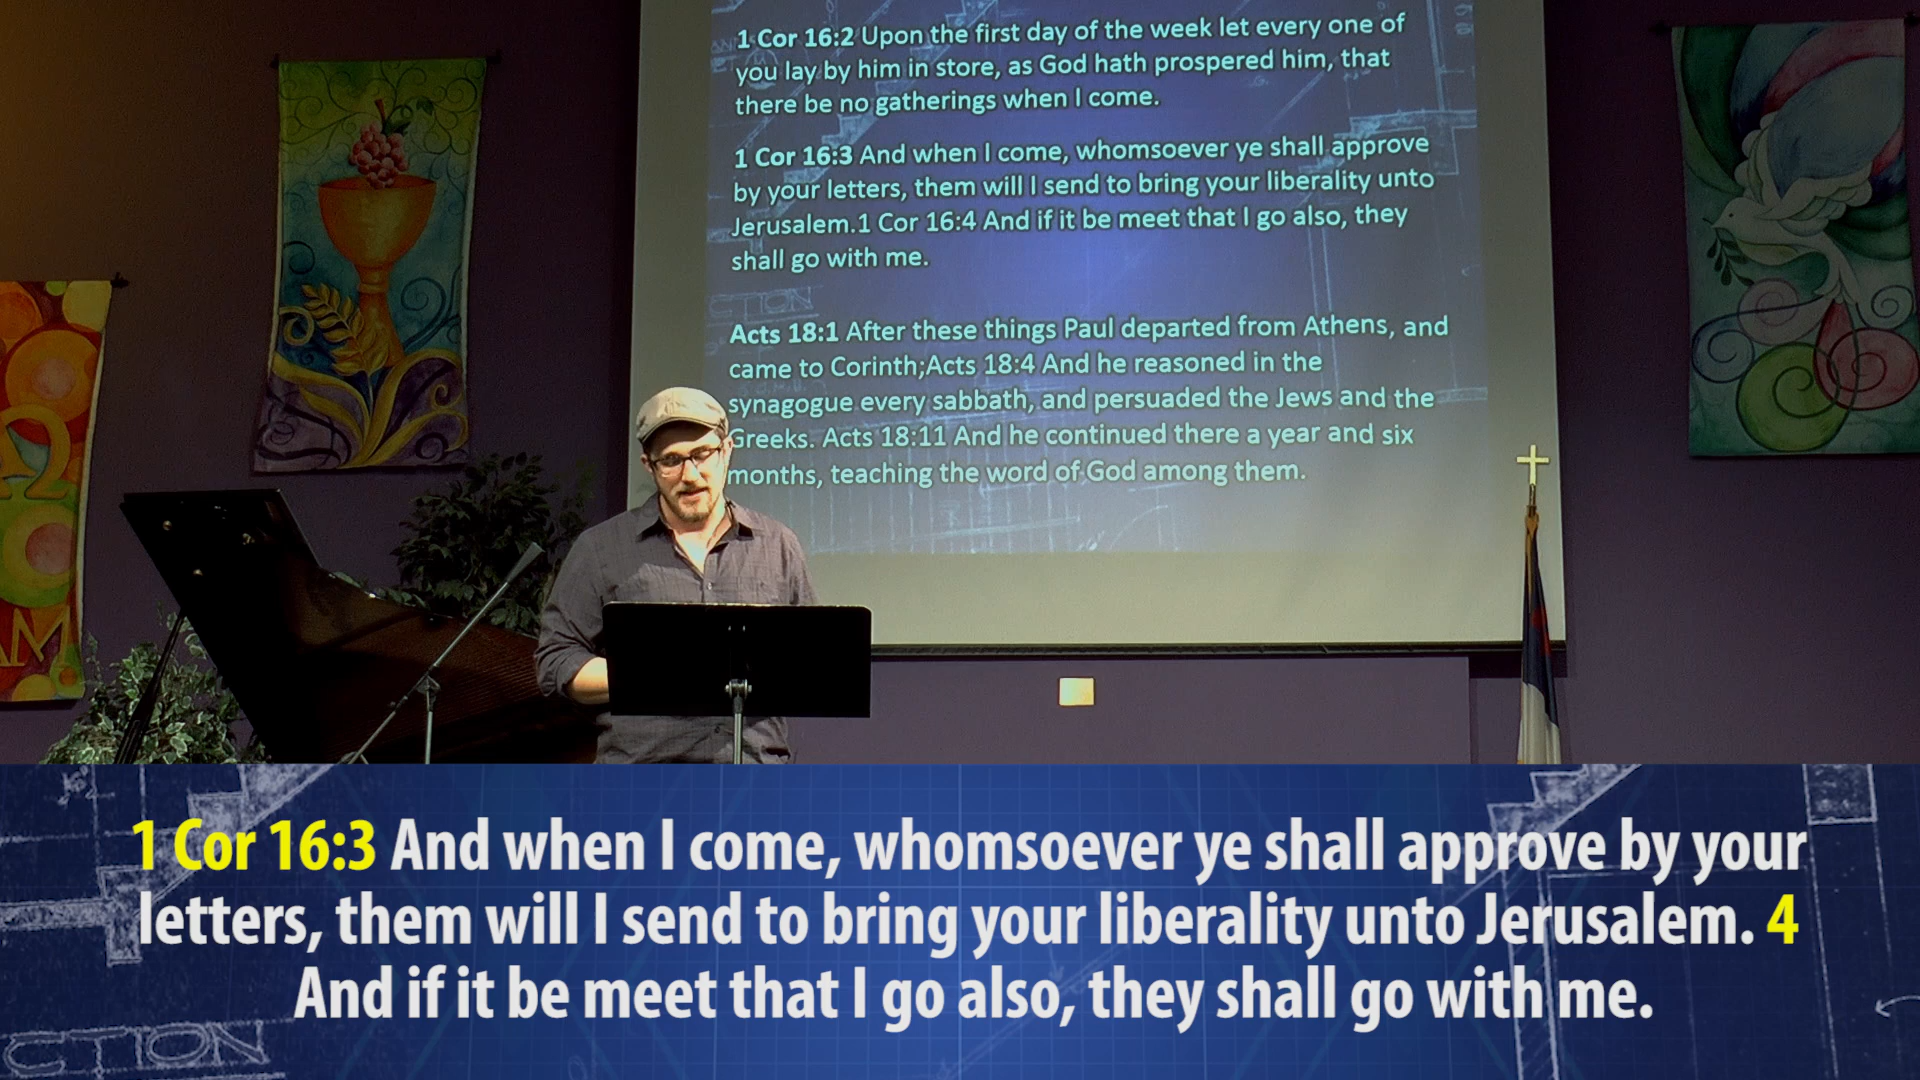 1 Cor 16:2 Upon the first day of the week let every one of
you lay by him in store, as God hath prospered him, that
there be no gatherings when I come.
1 Cor 16:3 And when I come, whomsoever ye shall approve
by your letters, them will I send to bring your liberality unto
Jerusalem.1 Cor 16:4 And if it be meet that I go also, they
shall go with me.
CTION
Acts 18:1 After these things Paul departed from Athens, and
came to Corinth;Acts 18:4 And he reasoned in the
synagogue every sabbath, and persuaded the Jews and the
Greeks. Acts 18:11 And he continued there a year and six
months, teaching the word of God among them.
Ω
AM
1 Cor 16:3 And when I come, whomsoever ye shall approve by your
letters, them will I send to bring your liberality unto Jerusalem. 4
And if it be meet that I go also, they shall go with me.
CTION